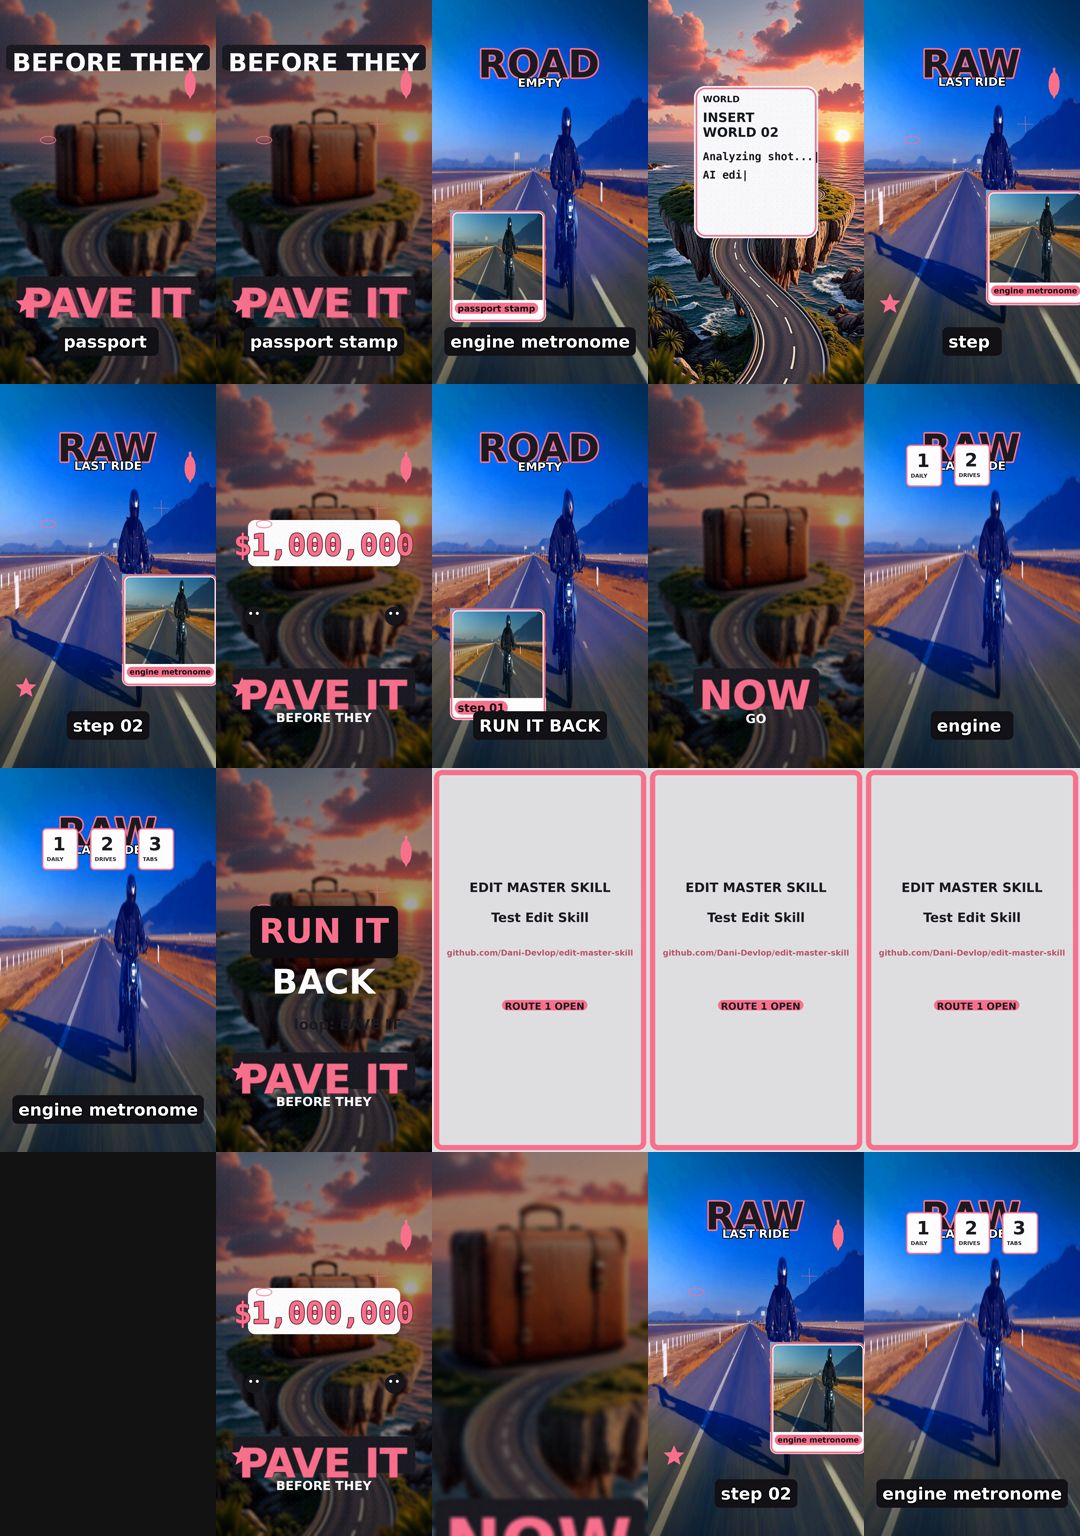 BEFORE THEY
PAVE IT
passport
BEFORE THEY
PAVE IT
passport stamp
ROAD
EMPTY
passport stamp
engine metronome
WORLD
INSERT
WORLD 02
Analyzing shot...|
AI edi|
RAW
LAST RIDE
engine metronome
step
RAW
LAST RIDE
engine metronome
step 02
$1,000,000
PAVE IT
BEFORE THEY
ROAD
EMPTY
step 01
RUN IT BACK
NOW
GO
RAW
1
DAILY
2
DRIVES
engine
RAW
1
DAILY
2
DRIVES
3
TABS
engine metronome
RUN IT
BACK
loop: PAVE IT
PAVE IT
BEFORE THEY
EDIT MASTER SKILL
Test Edit Skill
github.com/Dani-Devlop/edit-master-skill
ROUTE 1 OPEN
EDIT MASTER SKILL
Test Edit Skill
github.com/Dani-Devlop/edit-master-skill
ROUTE 1 OPEN
EDIT MASTER SKILL
Test Edit Skill
github.com/Dani-Devlop/edit-master-skill
ROUTE 1 OPEN
$1,000,000
PAVE IT
BEFORE THEY
NOW
RAW
LAST RIDE
engine metronome
step 02
RAW
1
DAILY
2
DRIVES
3
TABS
engine metronome